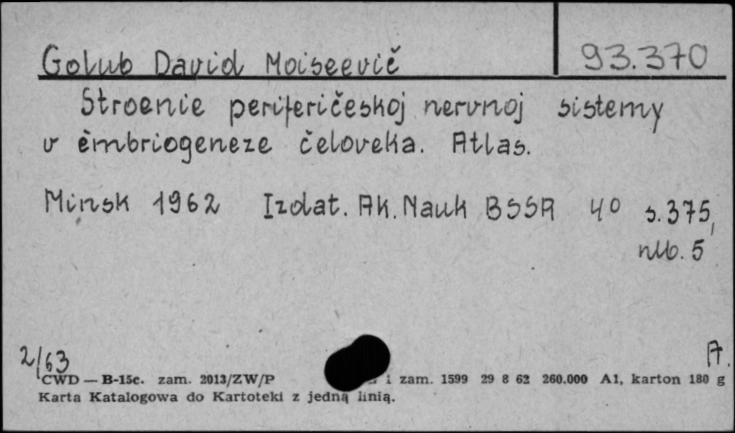 Golub David Moiseevič 93.370
Stroenie periferičeskoj nervnoj sistemy
v èmbriogeneze čeloveka. Atlas.
Minsk 1962 Izdat. Ak. Nauk BSSR 4° s. 375,
nlb. 5
2/63 A.
CWD — B-15c. zam. 2013/ZW/P i zam. 1599 29 8 62 260.000 A1, karton 180 g
Karta Katalogowa do Kartoteki z jedną linią.